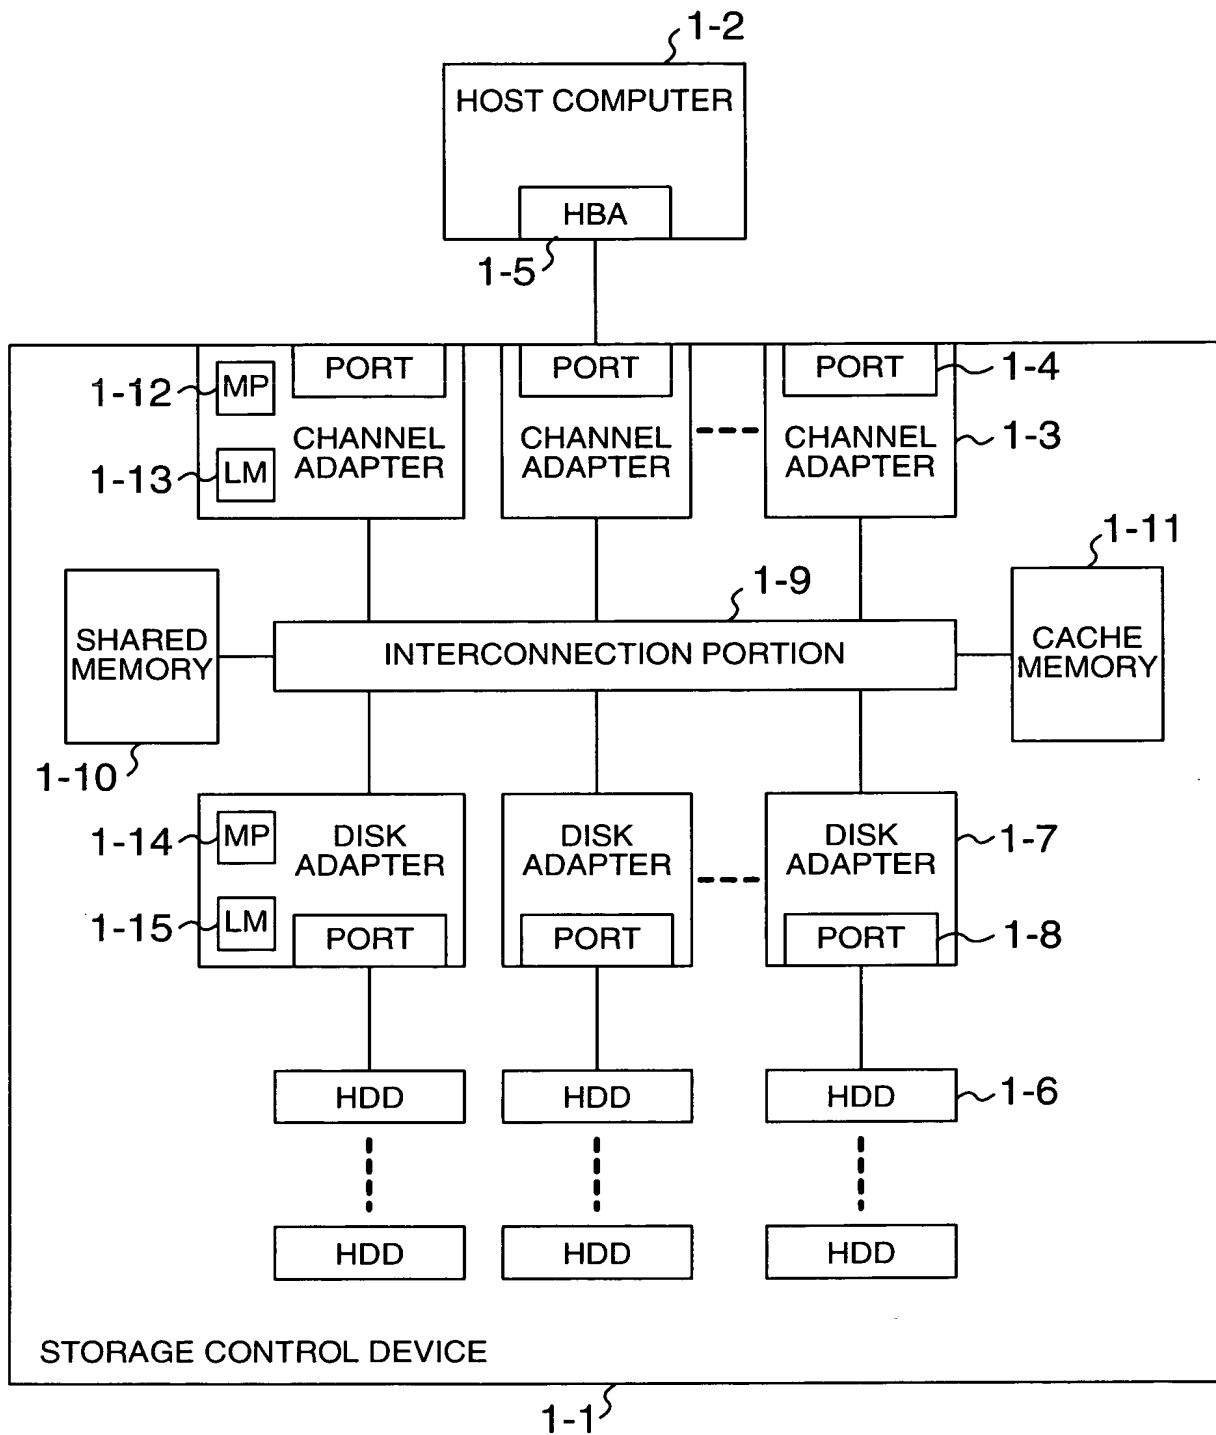 1-2
HOST COMPUTER
HBA
1-5
PORT
PORT
PORT
1-4
1-12
MP
CHANNEL
ADAPTER
CHANNEL
ADAPTER
CHANNEL
ADAPTER
1-3
1-13
LM
1-11
1-9
SHARED
MEMORY
INTERCONNECTION PORTION
CACHE
MEMORY
1-10
1-14
MP
DISK
ADAPTER
DISK
ADAPTER
DISK
ADAPTER
1-7
1-15
LM
PORT
PORT
PORT
1-8
HDD
HDD
HDD
1-6
HDD
HDD
HDD
STORAGE CONTROL DEVICE
1-1